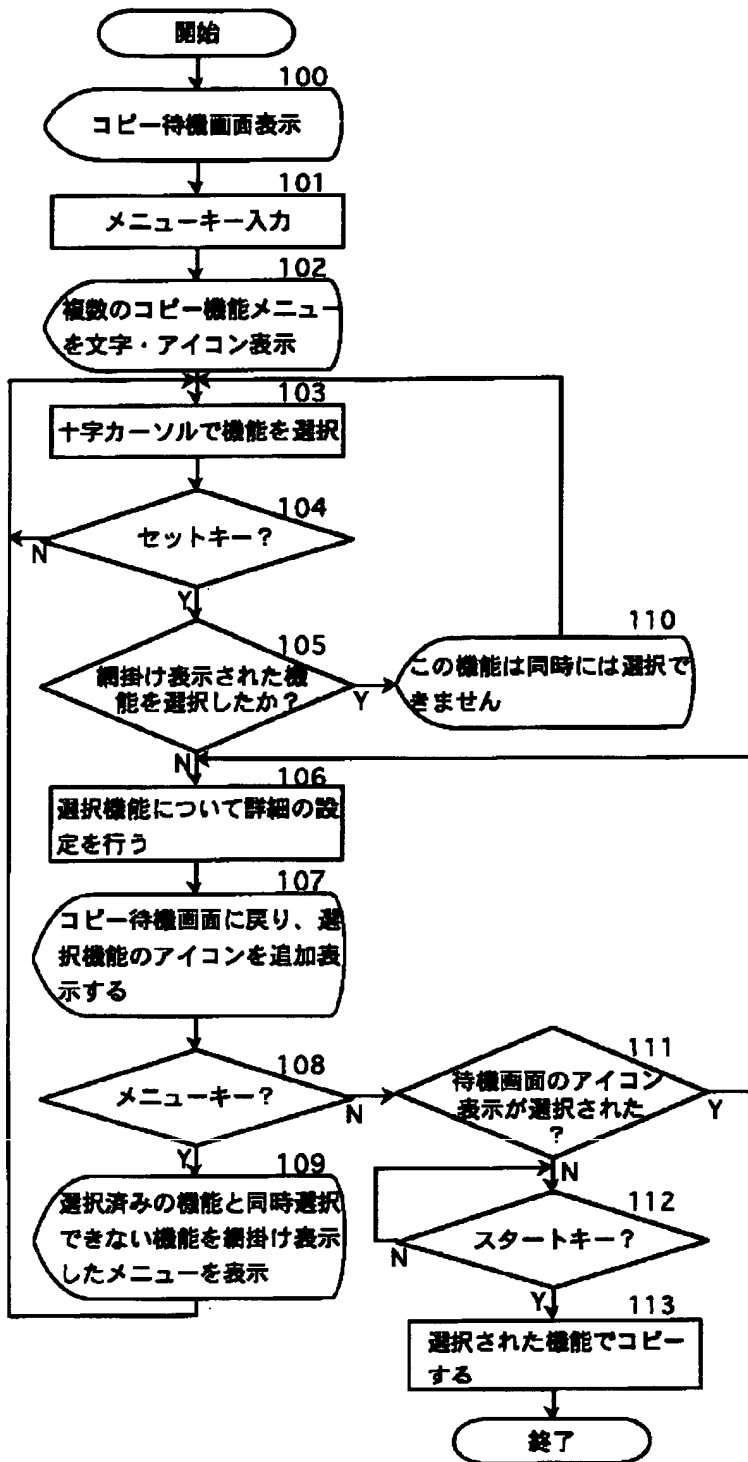 開始
100
コピー待機画面表示
101
メニューキー入力
102
複数のコピー機能メニュー
を文字・アイコン表示
103
十字カーソルで機能を選択
104
セットキー？
N
Y
105
網掛け表示された機
能を選択したか？
Y
N
110
この機能は同時には選択で
きません
106
選択機能について詳細の設
定を行う
107
コピー待機画面に戻り、選
択機能のアイコンを追加表
示する
108
メニューキー？
N
Y
111
待機画面のアイコン
表示が選択された
？
Y
N
109
選択済みの機能と同時選択
できない機能を網掛け表示
したメニューを表示
112
スタートキー？
N
Y
113
選択された機能でコピー
する
終了